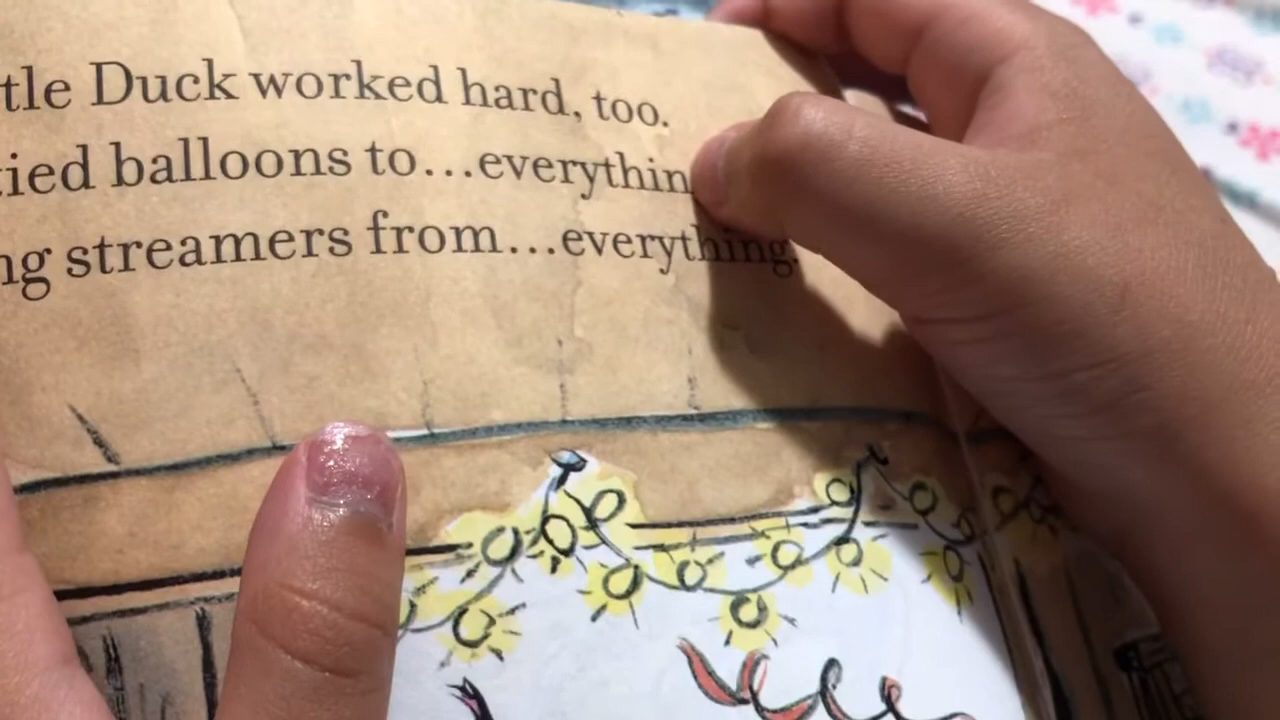 tle Duck worked hard, too.
tied balloons to...everythin
ng streamers from...everything.